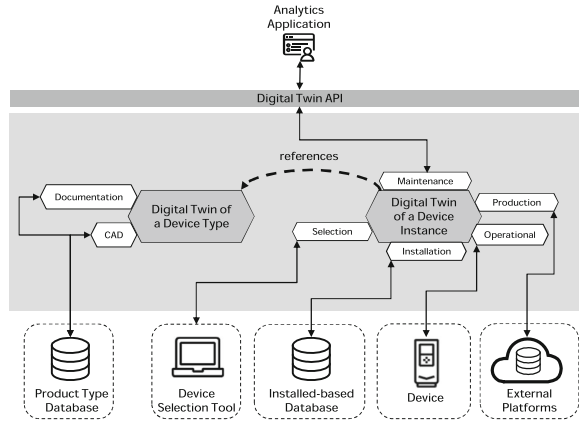 Analytics
Application
Digital Twin API
references
Maintenance
Documentation
Digital Twin of
a Device Type
CAD
Digital Twin
of a Device
Instance
Production
Selection
Operational
Installation
Product Type
Database
Device
Selection Tool
Installed-based
Database
Device
External
Platforms